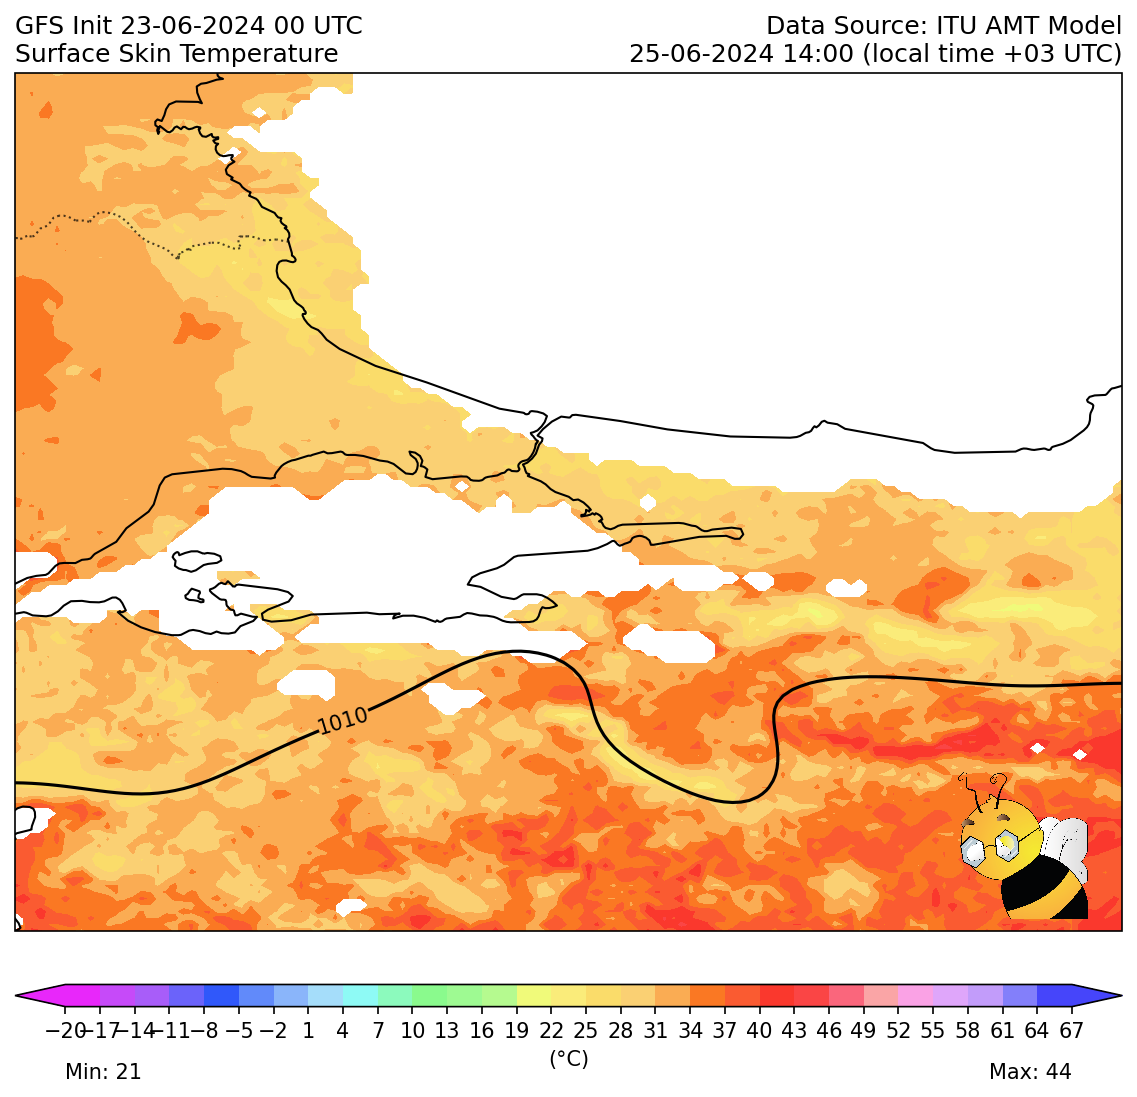 GFS Init 23-06-2024 00 UTC
Data Source: ITU AMT Model
Surface Skin Temperature
25-06-2024 14:00 (local time +03 UTC)
1010
−20 −17 −14 −11 −8 −5 −2 1 4 7 10 13 16 19 22 25 28 31 34 37 40 43 46 49 52 55 58 61 64 67
(°C)
Min: 21
Max: 44